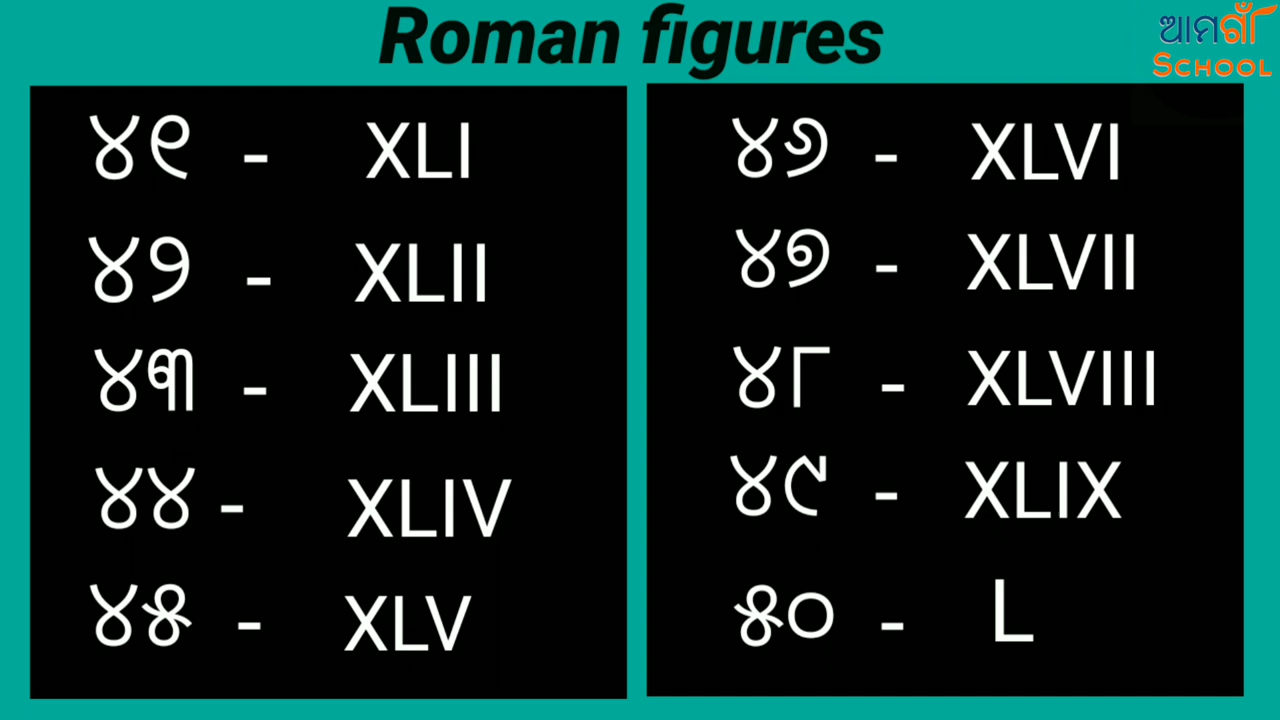 Roman figures
ଆମ ଗାଁ
SCHOOL
୪୧ - XLI
୪୨ - XLII
୪୩ - XLIII
୪୪ - XLIV
୪୫ - XLV
୪୬ - XLVI
୪୭ - XLVII
୪୮ - XLVIII
୪୯ - XLIX
୫୦ - L